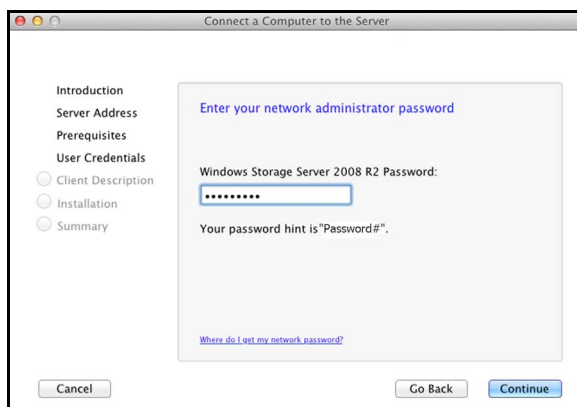 Connect a Computer to the Server
Introduction
Server Address
Prerequisites
User Credentials
Client Description
Installation
Summary
Enter your network administrator password
Windows Storage Server 2008 R2 Password:
•••••••••
Your password hint is"Password#".
Where do I get my network password?
Cancel
Go Back
Continue